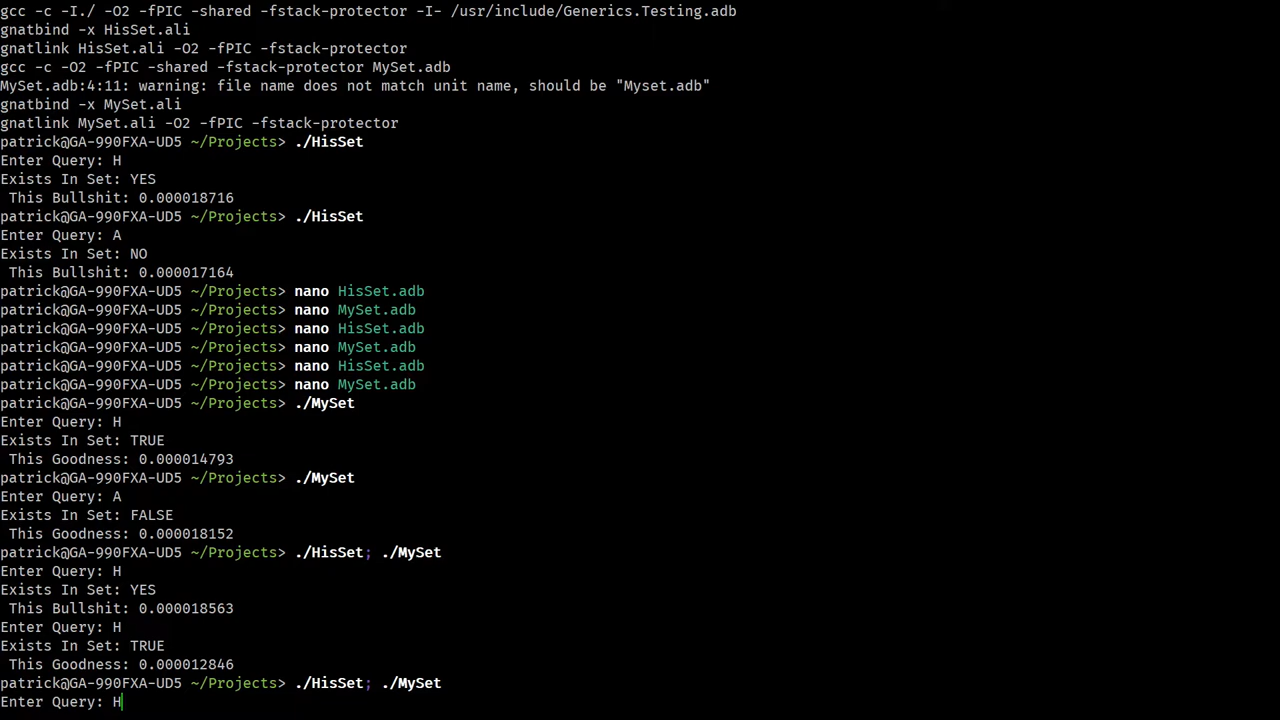 gcc -c -I./ -O2 -fPIC -shared -fstack-protector -I- /usr/include/Generics.Testing.adb
gnatbind -x HisSet.ali
gnatlink HisSet.ali -O2 -fPIC -fstack-protector
gcc -c -O2 -fPIC -shared -fstack-protector MySet.adb
MySet.adb:4:11: warning: file name does not match unit name, should be "Myset.adb"
gnatbind -x MySet.ali
gnatlink MySet.ali -O2 -fPIC -fstack-protector
patrick@GA-990FXA-UD5 ~/Projects> ./HisSet
Enter Query: H
Exists In Set: YES
 This Bullshit: 0.000018716
patrick@GA-990FXA-UD5 ~/Projects> ./HisSet
Enter Query: A
Exists In Set: NO
 This Bullshit: 0.000017164
patrick@GA-990FXA-UD5 ~/Projects> nano HisSet.adb
patrick@GA-990FXA-UD5 ~/Projects> nano MySet.adb
patrick@GA-990FXA-UD5 ~/Projects> nano HisSet.adb
patrick@GA-990FXA-UD5 ~/Projects> nano MySet.adb
patrick@GA-990FXA-UD5 ~/Projects> nano HisSet.adb
patrick@GA-990FXA-UD5 ~/Projects> nano MySet.adb
patrick@GA-990FXA-UD5 ~/Projects> ./MySet
Enter Query: H
Exists In Set: TRUE
 This Goodness: 0.000014793
patrick@GA-990FXA-UD5 ~/Projects> ./MySet
Enter Query: A
Exists In Set: FALSE
 This Goodness: 0.000018152
patrick@GA-990FXA-UD5 ~/Projects> ./HisSet; ./MySet
Enter Query: H
Exists In Set: YES
 This Bullshit: 0.000018563
Enter Query: H
Exists In Set: TRUE
 This Goodness: 0.000012846
patrick@GA-990FXA-UD5 ~/Projects> ./HisSet; ./MySet
Enter Query: H